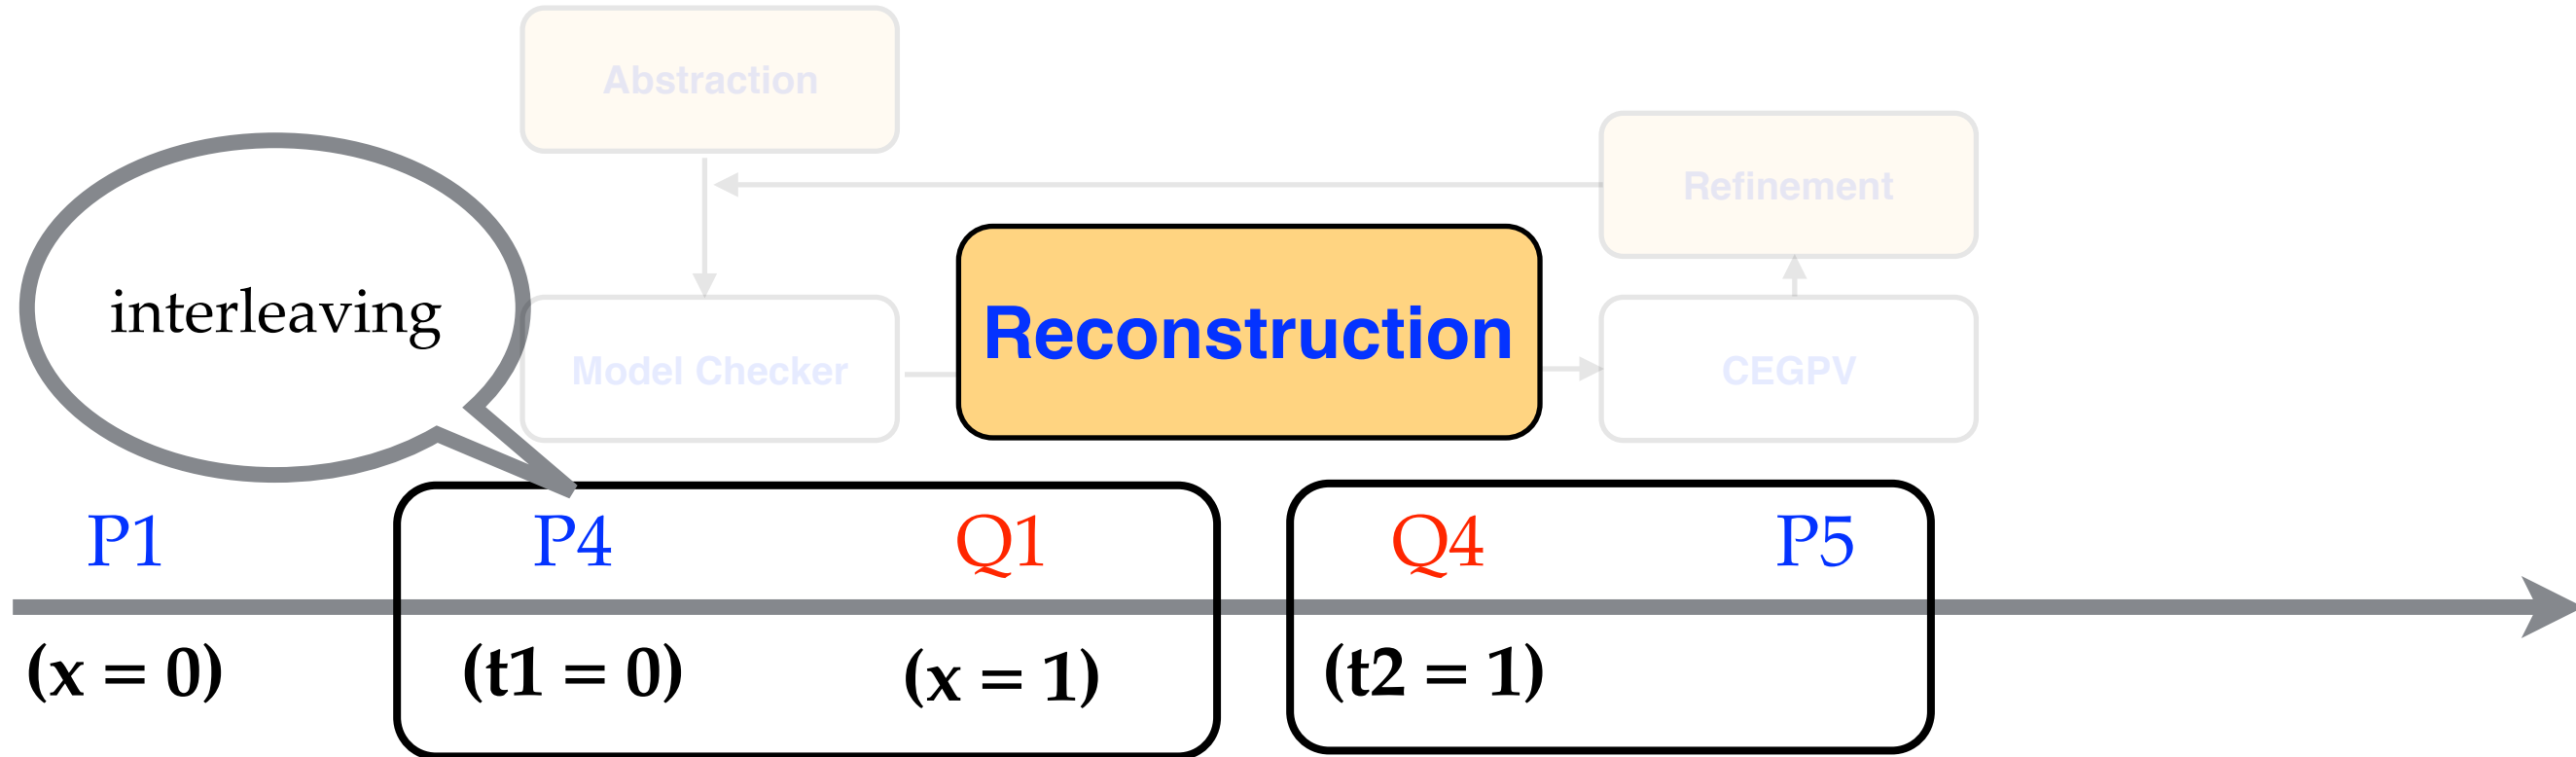 Abstraction
Refinement
interleaving
Reconstruction
Model Checker
CEGPV
P1 P4 Q1 Q4 P5
(x = 0) (t1 = 0) (x = 1) (t2 = 1)